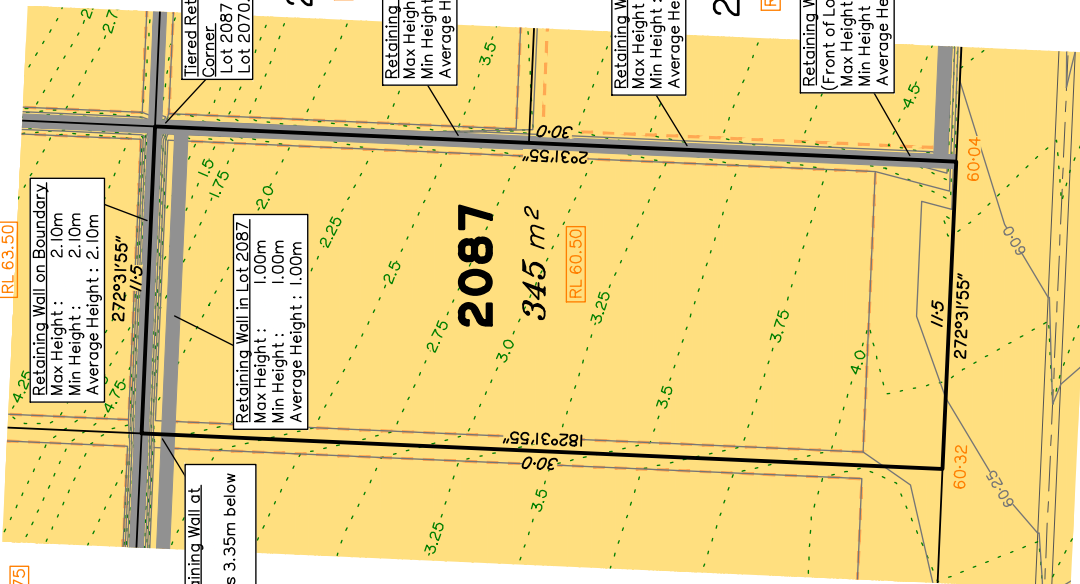 Tiered Ret
Corner
Lot 2087
Lot 2070.
Retaining
Max Height
Min Height
Average H
Retaining W
Max Height
Min Height :
Average He
Retaining W
(Front of Lo
Max Height
Min Height
Average He
2
2.7
3.5
4.5
30·0
2°31'55"
60·04
60·0
RL 63.50
Retaining Wall on Boundary
Max Height : 2.10m
Min Height : 2.10m
Average Height : 2.10m
272°31'55"
11·5
1.5
1.75
2.0
2.25
2.5
2.75
3.0
3.25
3.5
3.75
4.0
Retaining Wall in Lot 2087
Max Height : 1.00m
Min Height : 1.00m
Average Height : 1.00m
2087
345 m²
RL 60.50
11·5
272°31'55"
4.25
4.75
182°31'55"
30·0
60·32
60·25
3.25
3.5
ining Wall at
s 3.35m below
75